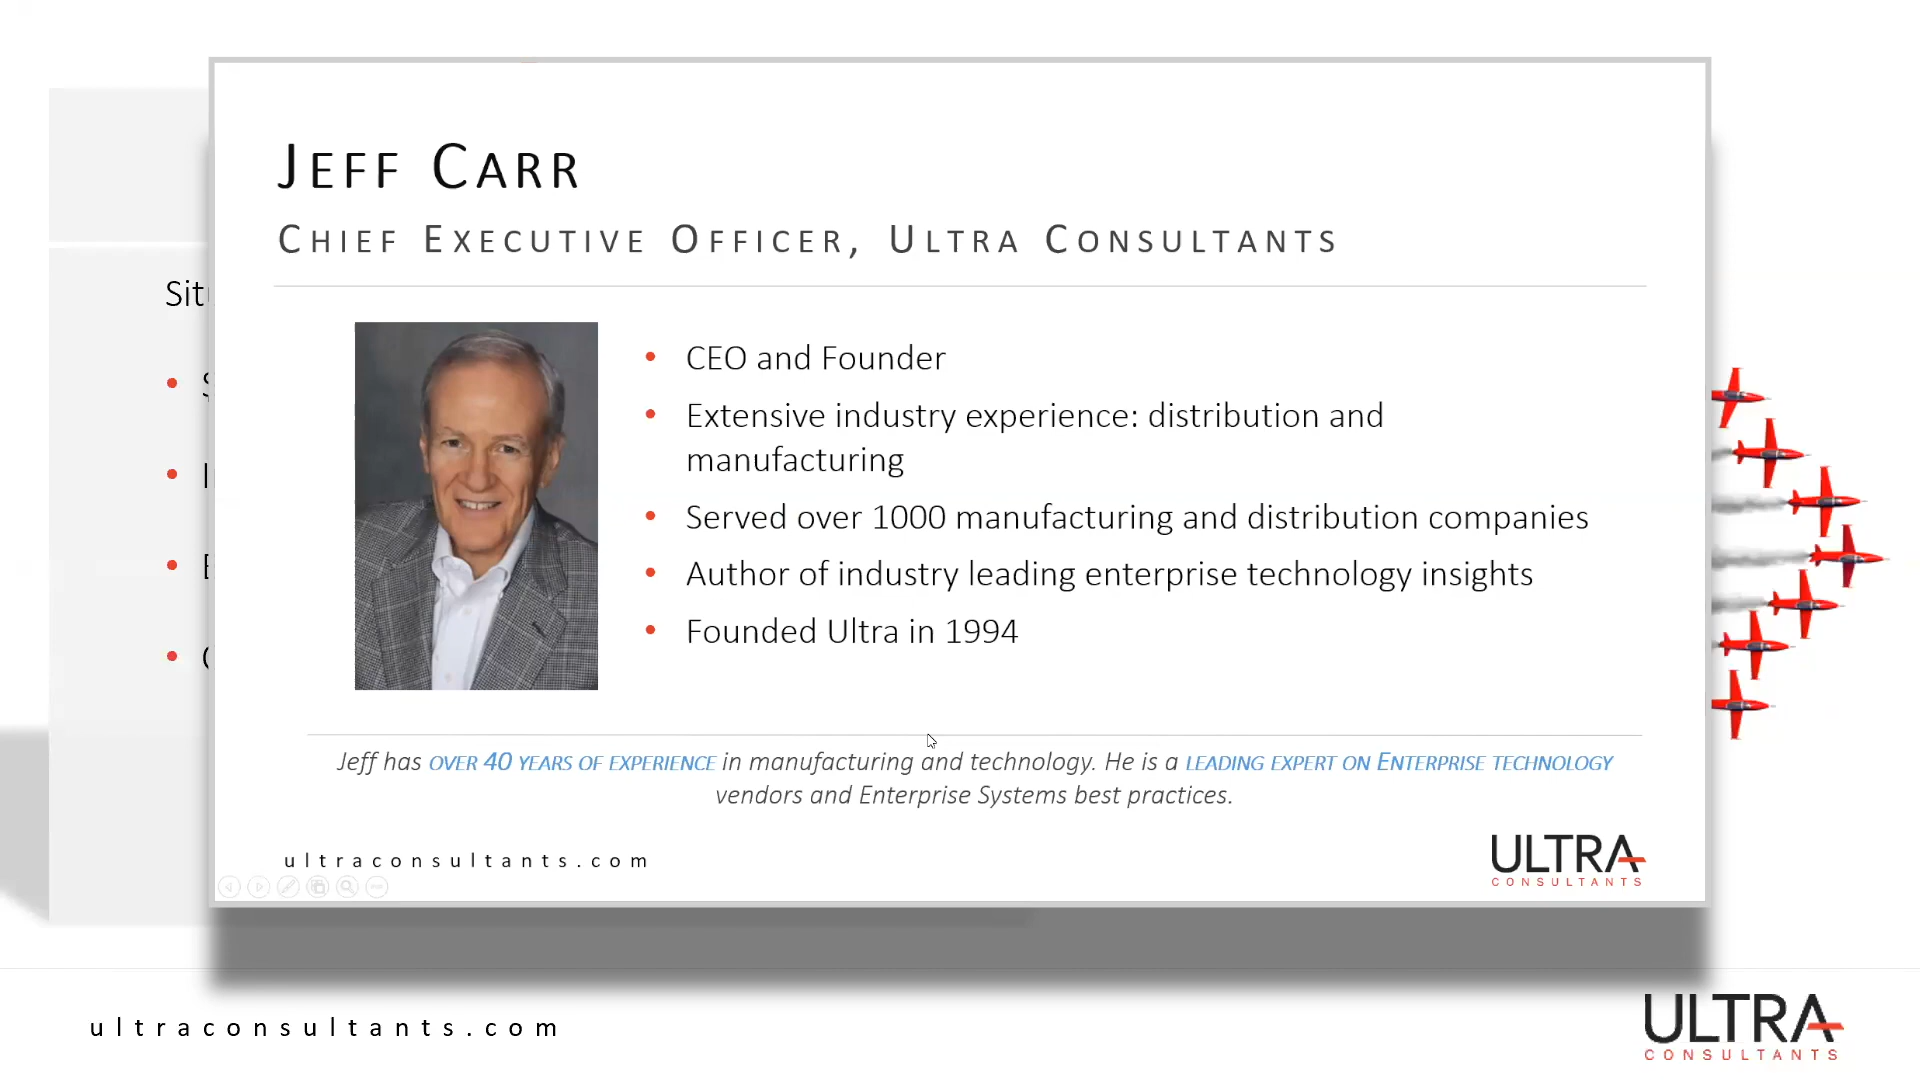 JEFF CARR
CHIEF EXECUTIVE OFFICER, ULTRA CONSULTANTS
• CEO and Founder
• Extensive industry experience: distribution and
manufacturing
• Served over 1000 manufacturing and distribution companies
• Author of industry leading enterprise technology insights
• Founded Ultra in 1994
Jeff has OVER 40 YEARS OF EXPERIENCE in manufacturing and technology. He is a LEADING EXPERT ON ENTERPRISE TECHNOLOGY
vendors and Enterprise Systems best practices.
ultraconsultants.com
ULTRA
CONSULTANTS
ultraconsultants.com
ULTRA
CONSULTANTS